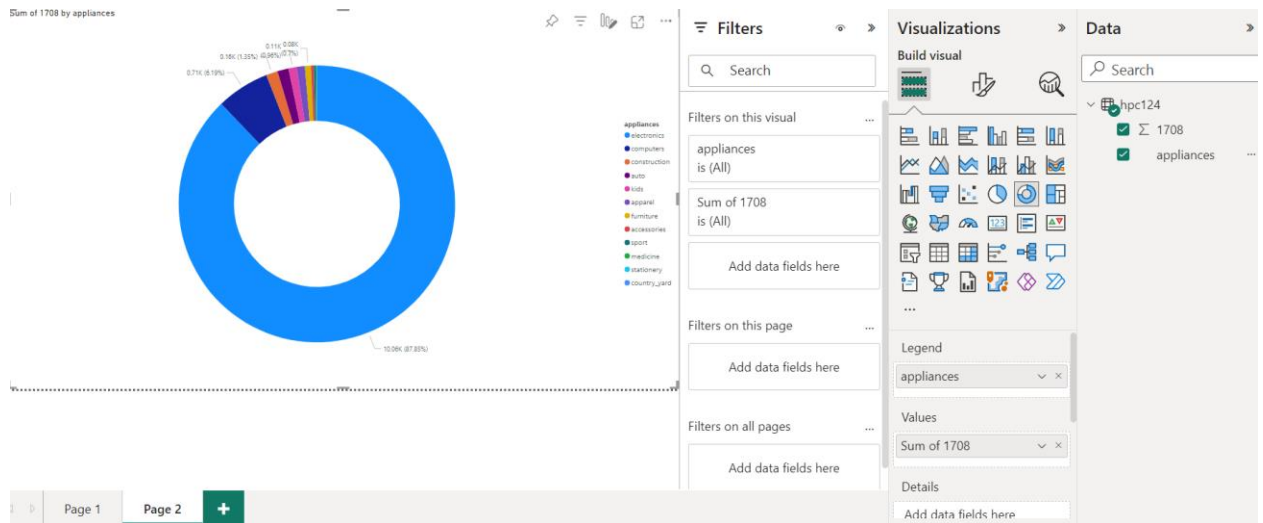 Sum of 1708 by appliances
0.11K 0.08K
0.16K (1.35%) (0.96%) (0.7%)
0.71K (6.19%)
10.06K (87.85%)
appliances
electronics
computers
construction
auto
kids
apparel
furniture
accessories
sport
medicine
stationery
country_yard
Filters
Search
Filters on this visual
...
appliances
is (All)
Sum of 1708
is (All)
Add data fields here
Filters on this page
...
Add data fields here
Filters on all pages
...
Add data fields here
Visualizations
Build visual
123
...
Legend
appliances
Values
Sum of 1708
Details
Add data fields here
Data
Search
hpc124
Σ 1708
appliances
...
Page 1
Page 2
+